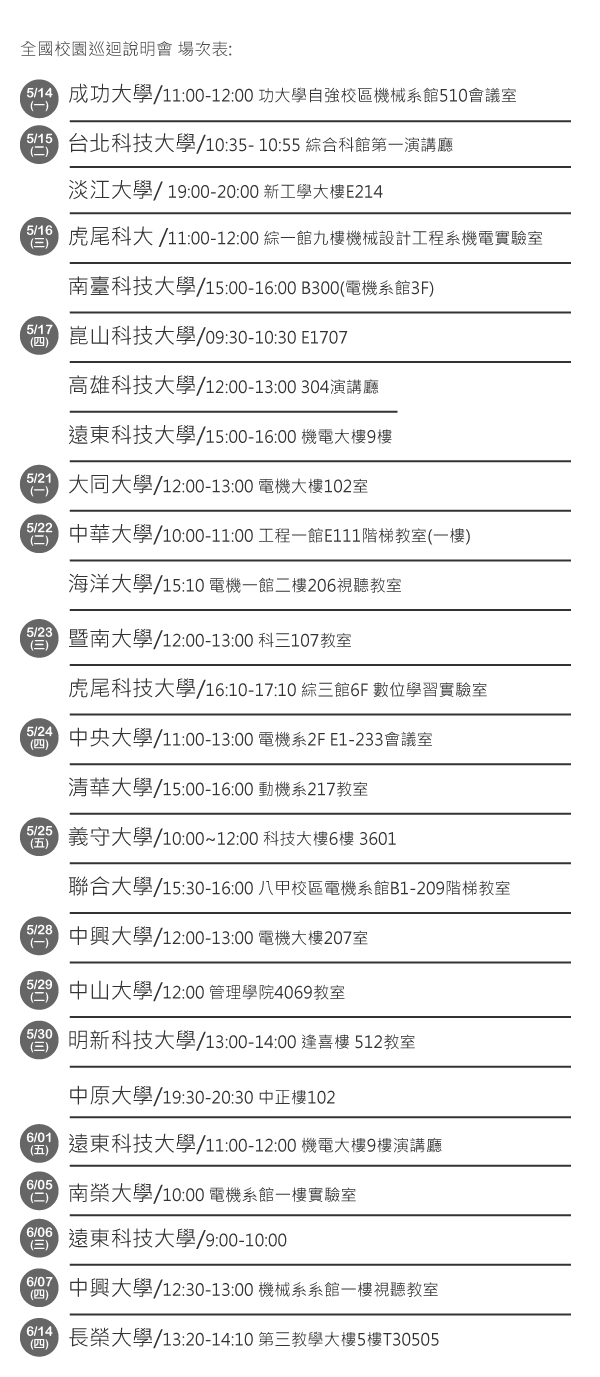 全國校園巡迴說明會 場次表:
5/14
(一)
成功大學/11:00-12:00 功大學自強校區機械系館510會議室
5/15
(二)
台北科技大學/10:35- 10:55 綜合科館第一演講廳
淡江大學/ 19:00-20:00 新工學大樓E214
5/16
(三)
虎尾科大 /11:00-12:00 綜一館九樓機械設計工程系機電實驗室
南臺科技大學/15:00-16:00 B300(電機系館3F)
5/17
(四)
崑山科技大學/09:30-10:30 E1707
高雄科技大學/12:00-13:00 304演講廳
遠東科技大學/15:00-16:00 機電大樓9樓
5/21
(一)
大同大學/12:00-13:00 電機大樓102室
5/22
(二)
中華大學/10:00-11:00 工程一館E111階梯教室(一樓)
海洋大學/15:10 電機一館二樓206視聽教室
5/23
(三)
暨南大學/12:00-13:00 科三107教室
虎尾科技大學/16:10-17:10 綜三館6F 數位學習實驗室
5/24
(四)
中央大學/11:00-13:00 電機系2F E1-233會議室
清華大學/15:00-16:00 動機系217教室
5/25
(五)
義守大學/10:00~12:00 科技大樓6樓 3601
聯合大學/15:30-16:00 八甲校區電機系館B1-209階梯教室
5/28
(一)
中興大學/12:00-13:00 電機大樓207室
5/29
(二)
中山大學/12:00 管理學院4069教室
5/30
(三)
明新科技大學/13:00-14:00 逢喜樓 512教室
中原大學/19:30-20:30 中正樓102
6/01
(五)
遠東科技大學/11:00-12:00 機電大樓9樓演講廳
6/05
(二)
南榮大學/10:00 電機系館一樓實驗室
6/06
(三)
遠東科技大學/9:00-10:00
6/07
(四)
中興大學/12:30-13:00 機械系系館一樓視聽教室
6/14
(四)
長榮大學/13:20-14:10 第三教學大樓5樓T30505